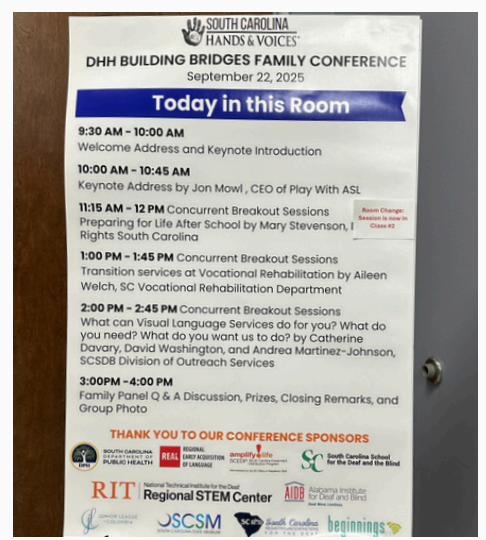 SOUTH CAROLINA
HANDS & VOICES
DHH BUILDING BRIDGES FAMILY CONFERENCE
September 22, 2025
Today in this Room
9:30 AM - 10:00 AM
Welcome Address and Keynote Introduction
10:00 AM - 10:45 AM
Keynote Address by Jon Mowl , CEO of Play With ASL
11:15 AM - 12 PM Concurrent Breakout Sessions
Preparing for Life After School by Mary Stevenson,
Rights South Carolina
Room Change:
Session is now in
Class #2
1:00 PM - 1:45 PM Concurrent Breakout Sessions
Transition services at Vocational Rehabilitation by Aileen
Welch, SC Vocational Rehabilitation Department
2:00 PM - 2:45 PM Concurrent Breakout Sessions
What can Visual Language Services do for you? What do
you need? What do you want us to do? by Catherine
Davary, David Washington, and Andrea Martinez-Johnson,
SCSDB Division of Outreach Services
3:00PM -4:00 PM
Family Panel Q & A Discussion, Prizes, Closing Remarks, and
Group Photo
THANK YOU TO OUR CONFERENCE SPONSORS
DPH
SOUTH CAROLINA
DEPARTMENT OF
PUBLIC HEALTH
REAL
REGIONAL
EARLY ACQUISITION
OF LANGUAGE
amplify life
SC
South Carolina School
for the Deaf and the Blind
RIT
National Technical Institute for the Deaf
Regional STEM Center
AIDB
Alabama Institute
for Deaf and Blind
JUNIOR LEAGUE
COLUMBIA
OSCSM
South Carolina
beginnings